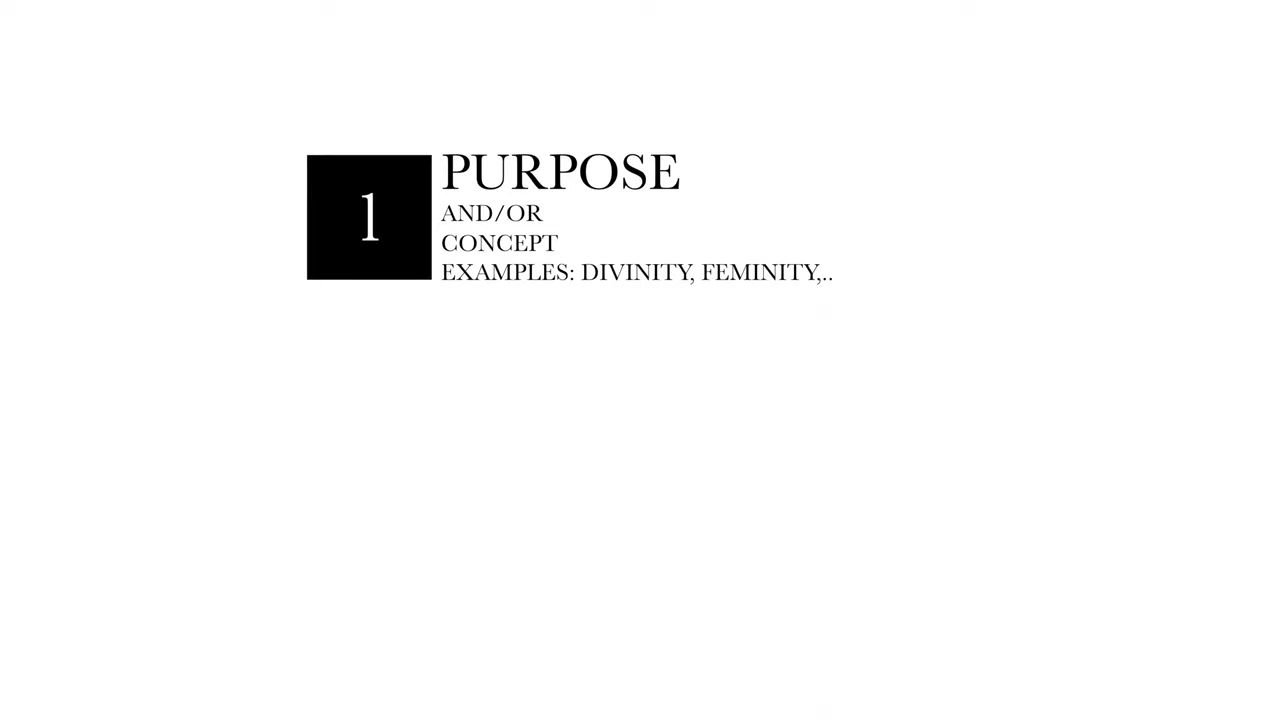 1
PURPOSE
AND/OR
CONCEPT
EXAMPLES: DIVINITY, FEMINITY,..